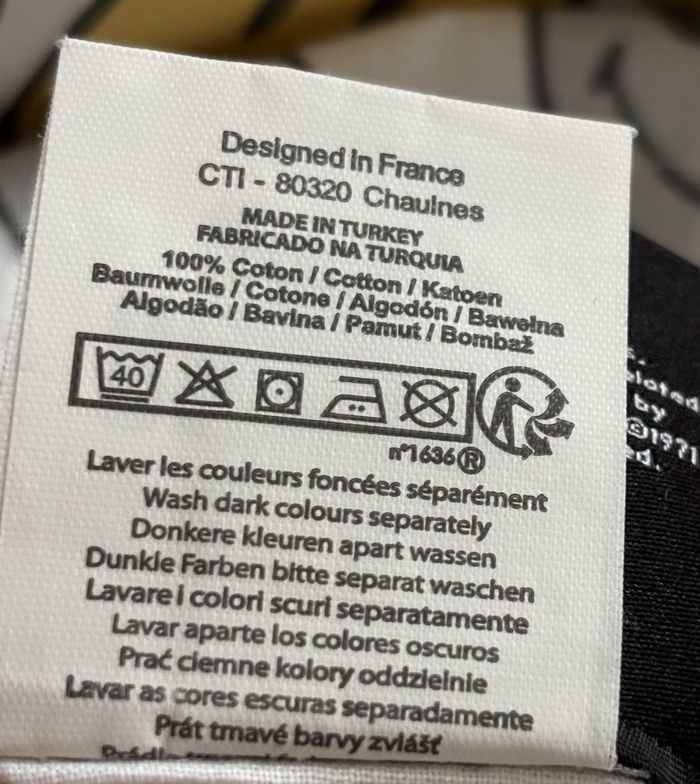 Designed in France
CTI - 80320 Chaulnes
MADE IN TURKEY
FABRICADO NA TURQUIA
100% Coton / Cotton / Katoen
Baumwolle / Cotone / Algodón / Bawełna
Algodão / Bavlna / Pamut / Bombaž
40
n°1636®
Laver les couleurs foncées séparément
Wash dark colours separately
Donkere kleuren apart wassen
Dunkle Farben bitte separat waschen
Lavare i colori scuri separatamente
Lavar aparte los colores oscuros
Prać ciemne kolory oddzielnie
Lavar as cores escuras separadamente
Prát tmavé barvy zvlášť
by
©1971